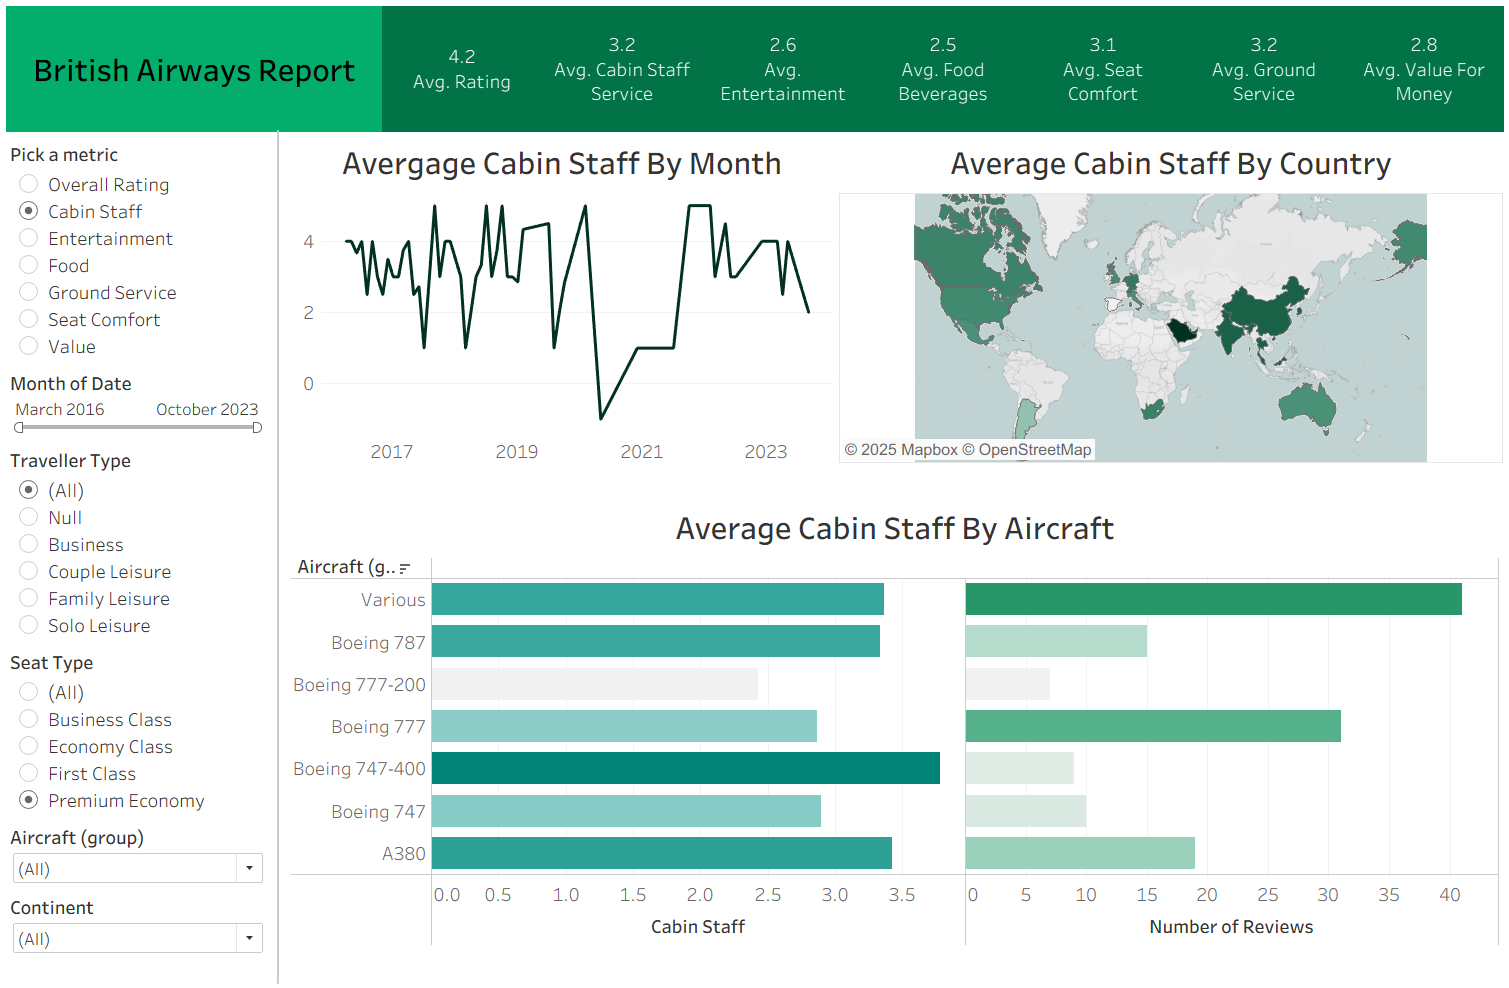 British Airways Report
4.2
Avg. Rating
3.2
Avg. Cabin Staff
Service
2.6
Avg.
Entertainment
2.5
Avg. Food
Beverages
3.1
Avg. Seat
Comfort
3.2
Avg. Ground
Service
2.8
Avg. Value For
Money
Pick a metric
Overall Rating
Cabin Staff
Entertainment
Food
Ground Service
Seat Comfort
Value
Month of Date
March 2016 October 2023
Traveller Type
(All)
Null
Business
Couple Leisure
Family Leisure
Solo Leisure
Seat Type
(All)
Business Class
Economy Class
First Class
Premium Economy
Aircraft (group)
(All)
Continent
(All)
Avergage Cabin Staff By Month
4
2
0
2017 2019 2021 2023
Average Cabin Staff By Country
© 2025 Mapbox © OpenStreetMap
Average Cabin Staff By Aircraft
Aircraft (g..
Various
Boeing 787
Boeing 777-200
Boeing 777
Boeing 747-400
Boeing 747
A380
0.0 0.5 1.0 1.5 2.0 2.5 3.0 3.5
Cabin Staff
0 5 10 15 20 25 30 35 40
Number of Reviews